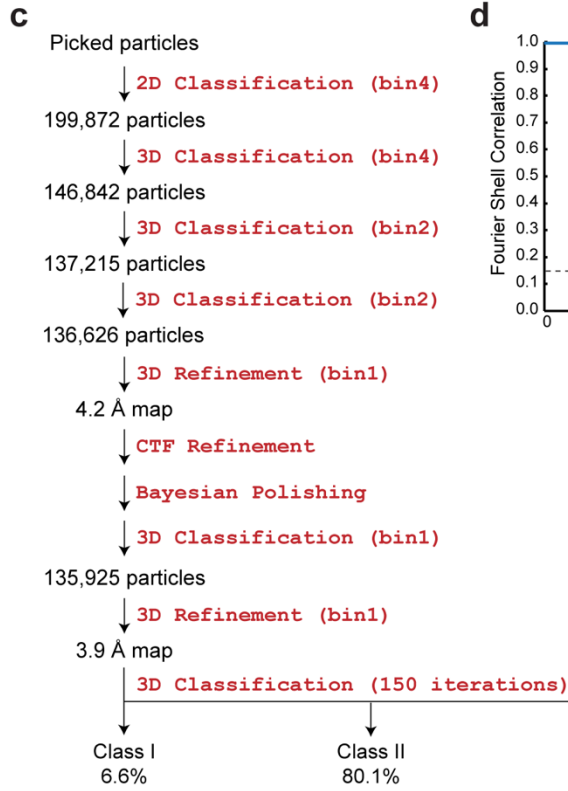 c
Picked particles
2D Classification (bin4)
199,872 particles
3D Classification (bin4)
146,842 particles
3D Classification (bin2)
137,215 particles
3D Classification (bin2)
136,626 particles
3D Refinement (bin1)
4.2 Å map
CTF Refinement
Bayesian Polishing
3D Classification (bin1)
135,925 particles
3D Refinement (bin1)
3.9 Å map
3D Classification (150 iterations)
Class I
6.6%
Class II
80.1%
d
Fourier Shell Correlation
1.0
0.9
0.8
0.7
0.6
0.5
0.4
0.3
0.2
0.1
0.0
0